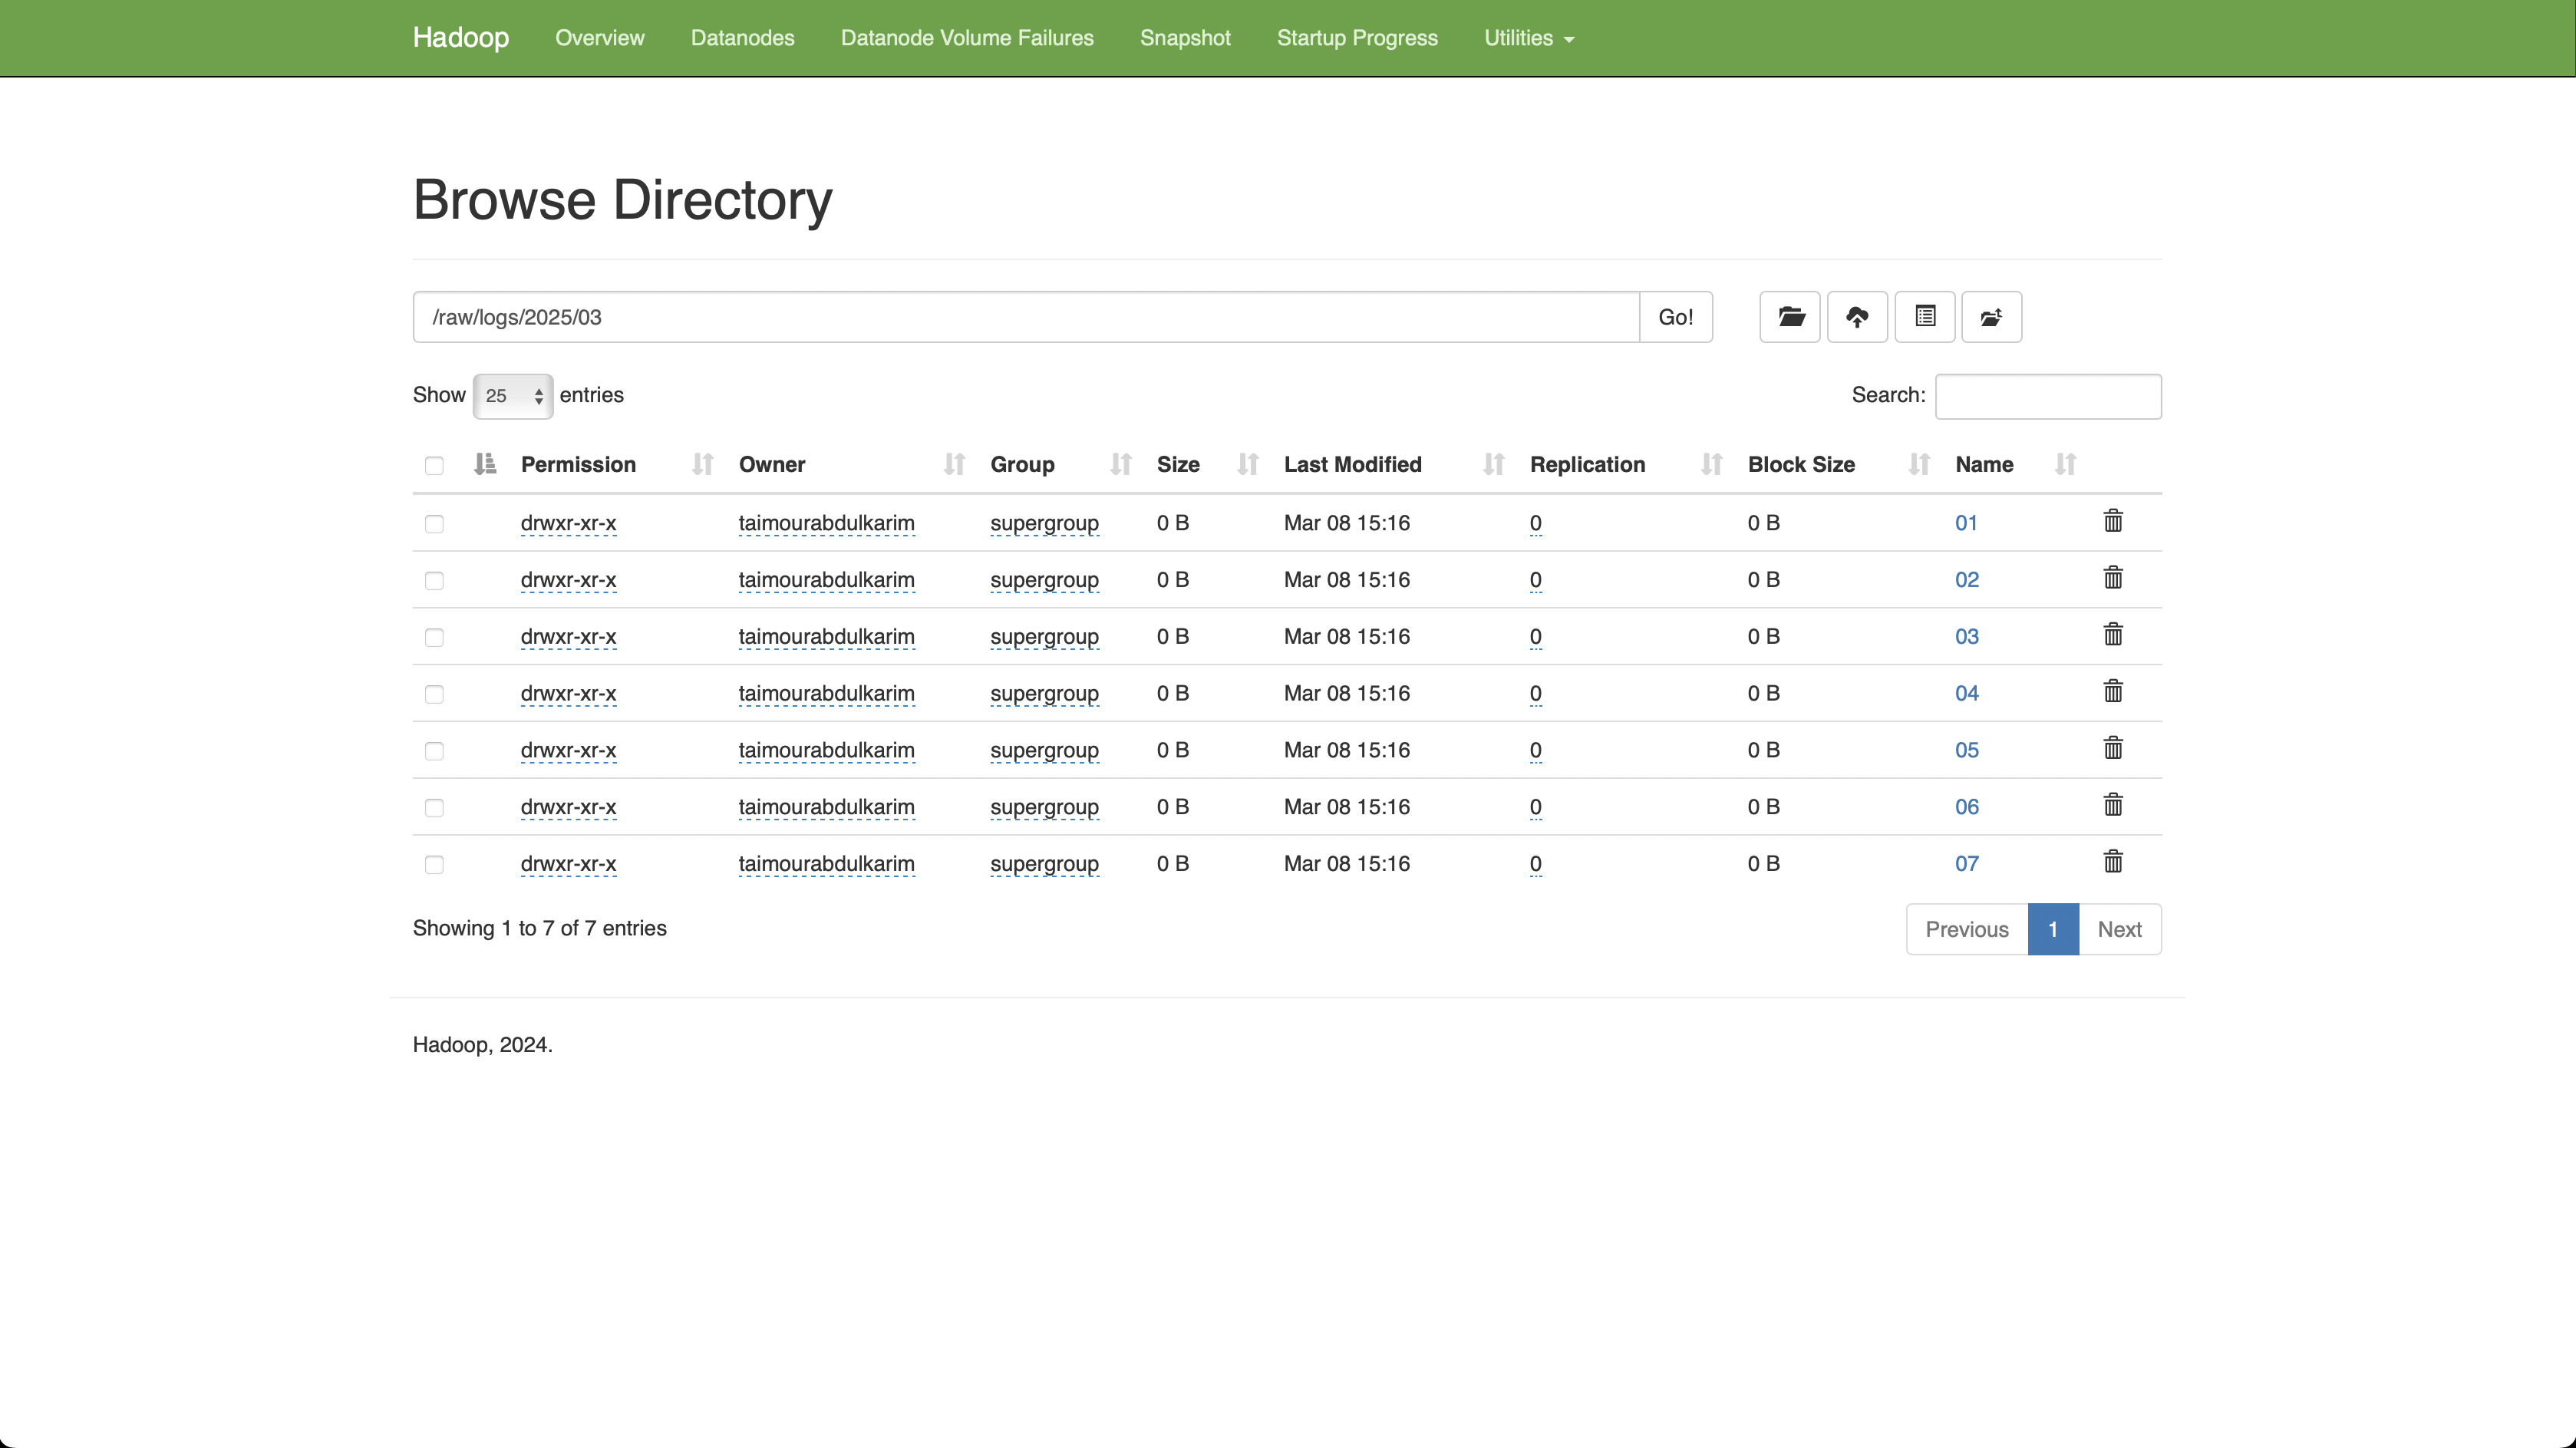 Hadoop Overview Datanodes Datanode Volume Failures Snapshot Startup Progress Utilities
Browse Directory
/raw/logs/2025/03 Go!
Show 25 entries Search:
Permission Owner Group Size Last Modified Replication Block Size Name
drwxr-xr-x taimourabdulkarim supergroup 0 B Mar 08 15:16 0 0 B 01
drwxr-xr-x taimourabdulkarim supergroup 0 B Mar 08 15:16 0 0 B 02
drwxr-xr-x taimourabdulkarim supergroup 0 B Mar 08 15:16 0 0 B 03
drwxr-xr-x taimourabdulkarim supergroup 0 B Mar 08 15:16 0 0 B 04
drwxr-xr-x taimourabdulkarim supergroup 0 B Mar 08 15:16 0 0 B 05
drwxr-xr-x taimourabdulkarim supergroup 0 B Mar 08 15:16 0 0 B 06
drwxr-xr-x taimourabdulkarim supergroup 0 B Mar 08 15:16 0 0 B 07
Showing 1 to 7 of 7 entries Previous 1 Next
Hadoop, 2024.